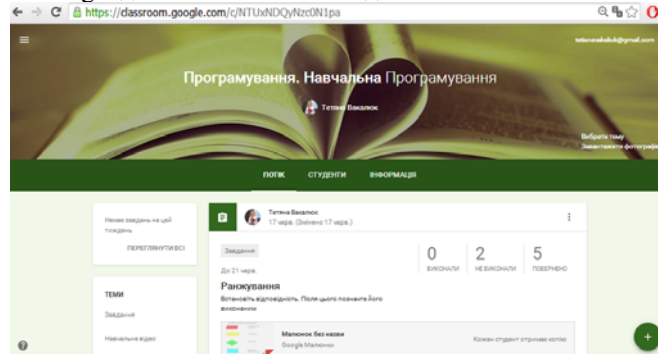 https://classroom.google.com/c/NTUxNDQyNzc0N1pa
Програмування. Навчальна Програмування
Тетяна Вакалюк
Вибрати тему
Завантажити фотографію
ПОТІК СТУДЕНТИ ІНФОРМАЦІЯ
Немає завдань на цей
тиждень
ПЕРЕГЛЯНУТИ ВСІ
Тетяна Вакалюк
17 черв. (Змінено 17 черв.)
Завдання
До 21 черв.
0 2 5
ВИКОНАЛИ НЕ ВИКОНАЛИ ПОВЕРНЕНО
Ранжування
Встановіть відповідність. Після цього позначте його
виконаним
ТЕМИ
Завдання
Навчальне відео
Малюнок без назви
Google Малюнки
Кожен студент отримає копію